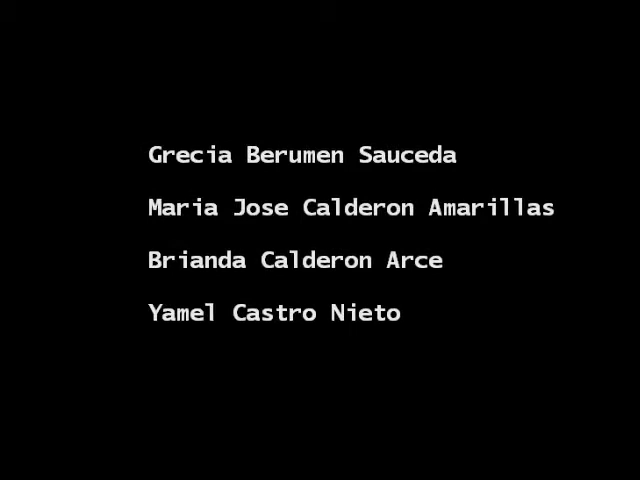 Grecia Berumen Sauceda
Maria Jose Calderon Amarillas
Brianda Calderon Arce
Yamel Castro Nieto